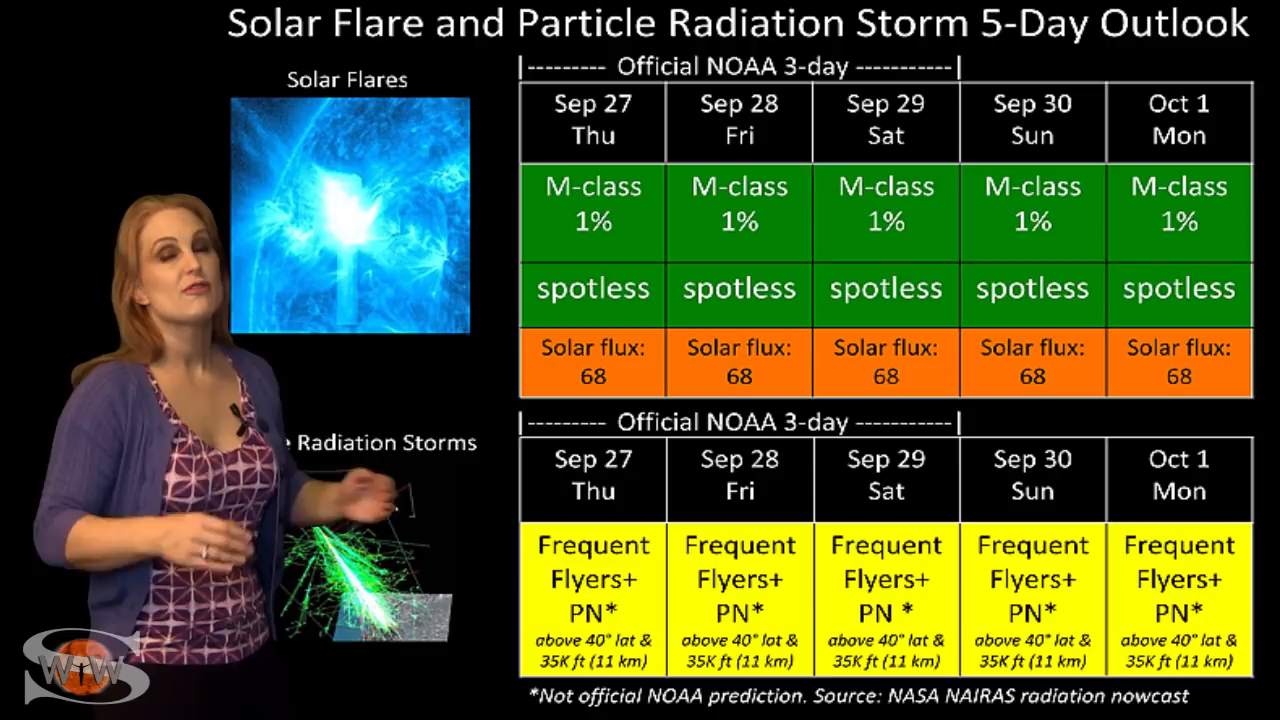 Solar Flare and Particle Radiation Storm 5-Day Outlook
Solar Flares
|--------- Official NOAA 3-day -----------|
Sep 27 Sep 28 Sep 29 Sep 30 Oct 1
Thu Fri Sat Sun Mon
M-class M-class M-class M-class M-class
1% 1% 1% 1% 1%
spotless spotless spotless spotless spotless
Solar flux: Solar flux: Solar flux: Solar flux: Solar flux:
68 68 68 68 68
e Radiation Storms
|--------- Official NOAA 3-day -----------|
Sep 27 Sep 28 Sep 29 Sep 30 Oct 1
Thu Fri Sat Sun Mon
Frequent Frequent Frequent Frequent Frequent
Flyers+ Flyers+ Flyers+ Flyers+ Flyers+
PN* PN* PN * PN* PN*
above 40° lat & above 40° lat & above 40° lat & above 40° lat & above 40° lat &
35K ft (11 km) 35K ft (11 km) 35K ft (11 km) 35K ft (11 km) 35K ft (11 km)
*Not official NOAA prediction. Source: NASA NAIRAS radiation nowcast
S
WTW